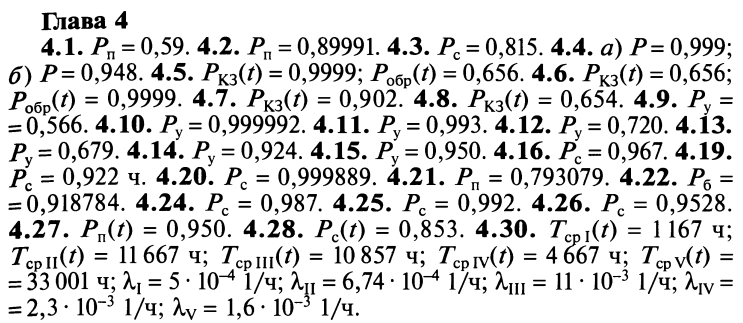 Глава 4
4.1. Pп = 0,59. 4.2. Pп = 0,89991. 4.3. Pс = 0,815. 4.4. а) P = 0,999;
б) P = 0,948. 4.5. PКЗ(t) = 0,9999; Pобр(t) = 0,656. 4.6. PКЗ(t) = 0,656;
Pобр(t) = 0,9999. 4.7. PКЗ(t) = 0,902. 4.8. PКЗ(t) = 0,654. 4.9. Pу =
= 0,566. 4.10. Pу = 0,999992. 4.11. Pу = 0,993. 4.12. Pу = 0,720. 4.13.
Pу = 0,679. 4.14. Pу = 0,924. 4.15. Pу = 0,950. 4.16. Pс = 0,967. 4.19.
Pс = 0,922 ч. 4.20. Pс = 0,999889. 4.21. Pп = 0,793079. 4.22. Pб =
= 0,918784. 4.24. Pс = 0,987. 4.25. Pс = 0,992. 4.26. Pс = 0,9528.
4.27. Pп(t) = 0,950. 4.28. Pс(t) = 0,853. 4.30. Tср I(t) = 1 167 ч;
Tср II(t) = 11 667 ч; Tср III(t) = 10 857 ч; Tср IV(t) = 4 667 ч; Tср V(t) =
= 33 001 ч; λI = 5 · 10⁻⁴ 1/ч; λII = 6,74 · 10⁻⁴ 1/ч; λIII = 11 · 10⁻³ 1/ч; λIV =
= 2,3 · 10⁻³ 1/ч; λV = 1,6 · 10⁻³ 1/ч.